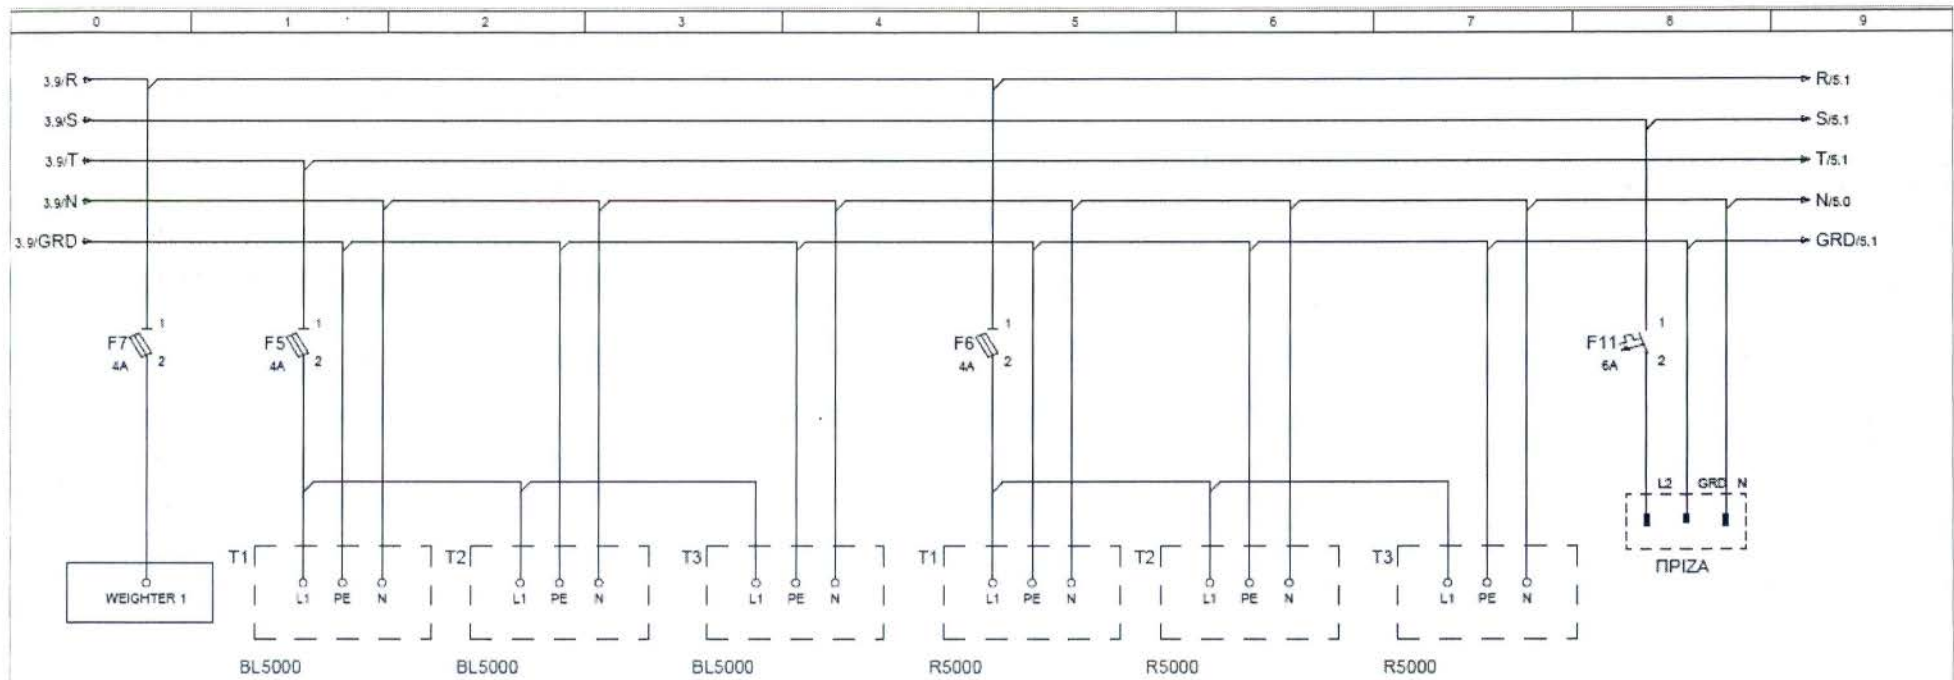 0 1 2 3 4 5 6 7 8 9
3.9/R R/5.1
3.9/S S/5.1
3.9/T T/5.1
3.9/N N/5.0
3.9/GRD GRD/5.1
1 1 1 1
F7 F5 F6 F11
4A 2 4A 2 4A 2 6A 2
L2 GRD N
T1 T2 T3 T1 T2 T3
ΠΡΙΖΑ
WEIGHTER 1 L1 PE N L1 PE N L1 PE N L1 PE N L1 PE N L1 PE N
BL5000 BL5000 BL5000 R5000 R5000 R5000